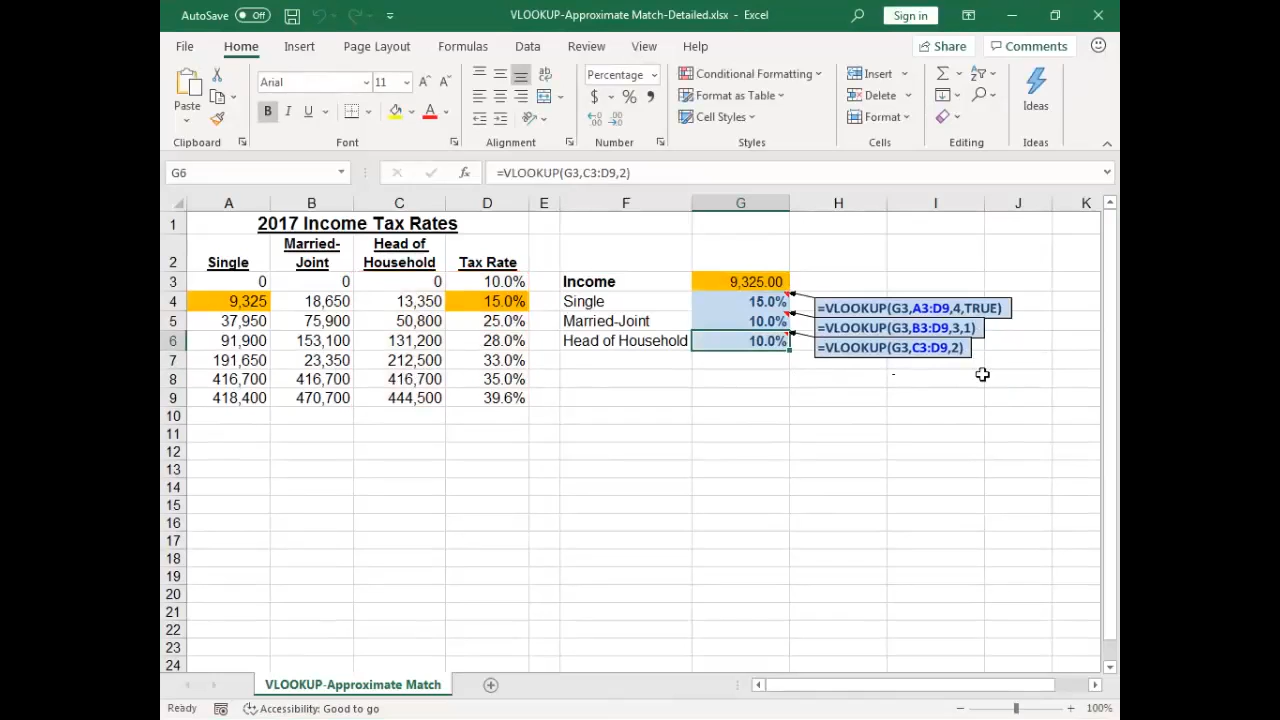 AutoSave Off VLOOKUP-Approximate Match-Detailed.xlsx - Excel Sign in
File Home Insert Page Layout Formulas Data Review View Help Share Comments
Paste Arial 11 A A ab Percentage Conditional Formatting Insert Σ Ideas
B I U A $ % , Format as Table Delete
Cell Styles Format
Clipboard Font Alignment Number Styles Cells Editing Ideas
G6 fx =VLOOKUP(G3,C3:D9,2)
A B C D E F G H I J K
1 2017 Income Tax Rates
2 Single Married-Joint Head of Household Tax Rate
3 0 0 0 10.0% Income 9,325.00
4 9,325 18,650 13,350 15.0% Single 15.0% =VLOOKUP(G3,A3:D9,4,TRUE)
5 37,950 75,900 50,800 25.0% Married-Joint 10.0% =VLOOKUP(G3,B3:D9,3,1)
6 91,900 153,100 131,200 28.0% Head of Household 10.0% =VLOOKUP(G3,C3:D9,2)
7 191,650 23,350 212,500 33.0%
8 416,700 416,700 416,700 35.0%
9 418,400 470,700 444,500 39.6%
10
11
12
13
14
15
16
17
18
19
20
21
22
23
24
VLOOKUP-Approximate Match
Ready Accessibility: Good to go 100%